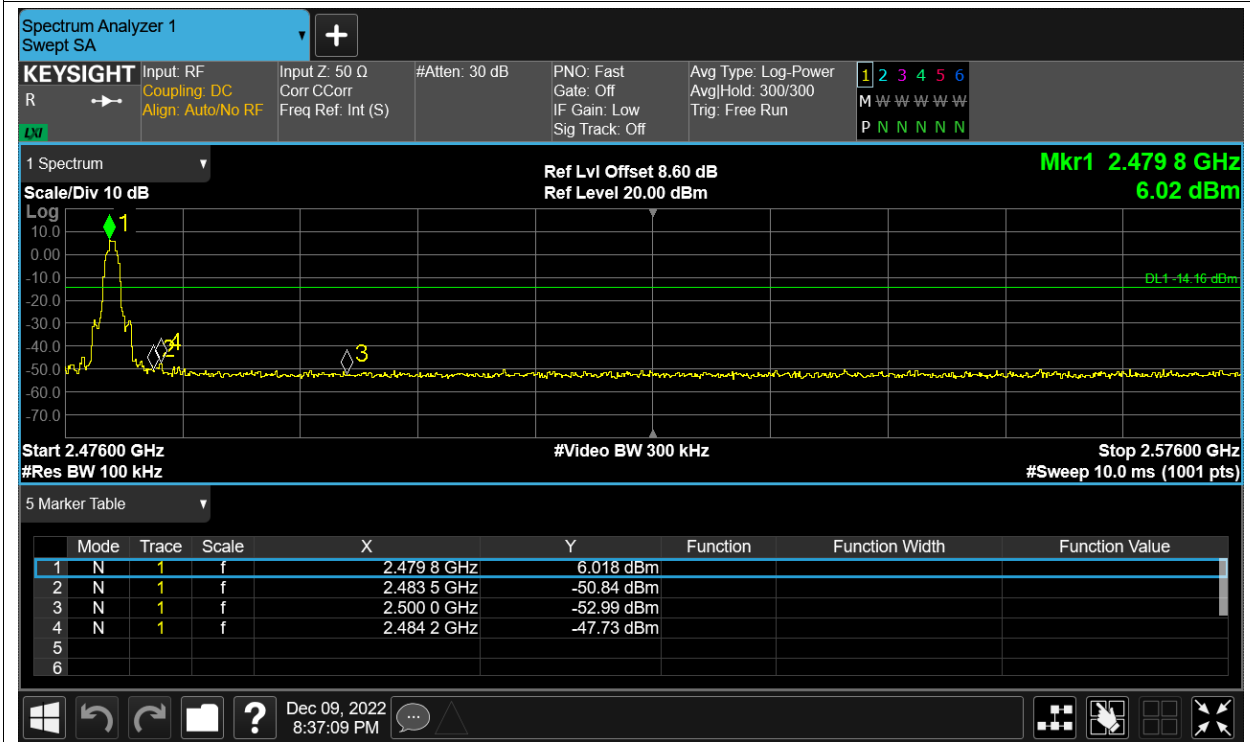 Spectrum Analyzer 1
Swept SA
+
KEYSIGHT
R
LXI
Input: RF
Coupling: DC
Align: Auto/No RF
Input Z: 50 Ω
Corr CCorr
Freq Ref: Int (S)
#Atten: 30 dB
PNO: Fast
Gate: Off
IF Gain: Low
Sig Track: Off
Avg Type: Log-Power
Avg|Hold: 300/300
Trig: Free Run
1 2 3 4 5 6
M W W W W W
P N N N N N
1 Spectrum
Scale/Div 10 dB
Ref Lvl Offset 8.60 dB
Ref Level 20.00 dBm
Mkr1 2.479 8 GHz
6.02 dBm
Log
1
10.0
0.00
-10.0
DL1 -14.16 dBm
-20.0
-30.0
-40.0
2 4
3
-50.0
-60.0
-70.0
Start 2.47600 GHz
#Video BW 300 kHz
Stop 2.57600 GHz
#Res BW 100 kHz
#Sweep 10.0 ms (1001 pts)
5 Marker Table
Mode Trace Scale X Y Function Function Width Function Value
1 N 1 f 2.479 8 GHz 6.018 dBm
2 N 1 f 2.483 5 GHz -50.84 dBm
3 N 1 f 2.500 0 GHz -52.99 dBm
4 N 1 f 2.484 2 GHz -47.73 dBm
5
6
?
Dec 09, 2022
8:37:09 PM